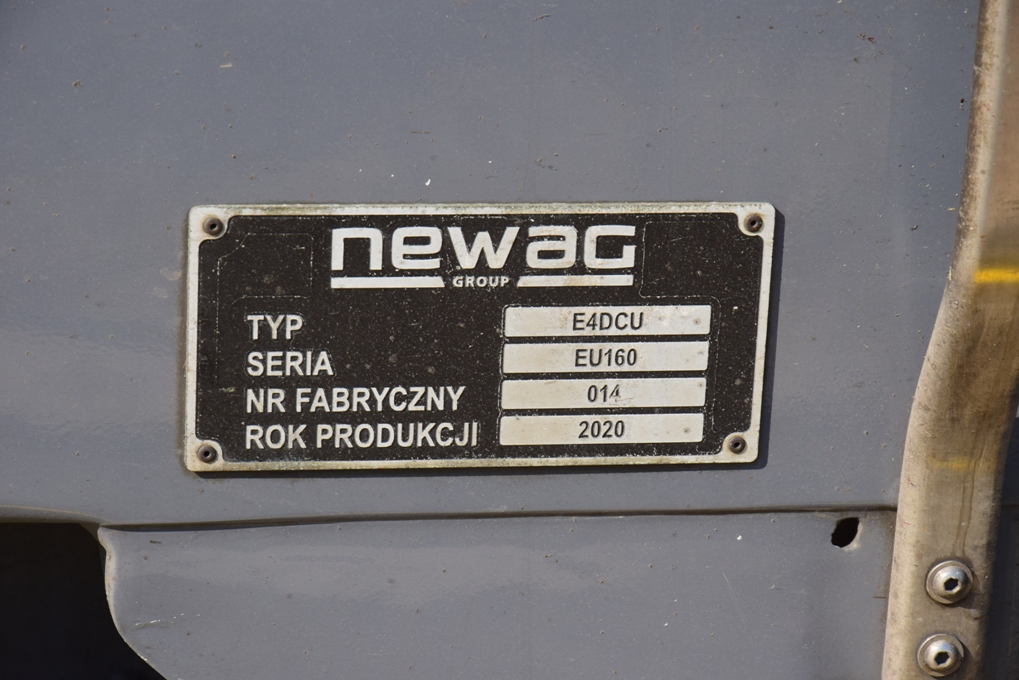 newag
GROUP
TYP E4DCU
SERIA EU160
NR FABRYCZNY 014
ROK PRODUKCJI 2020